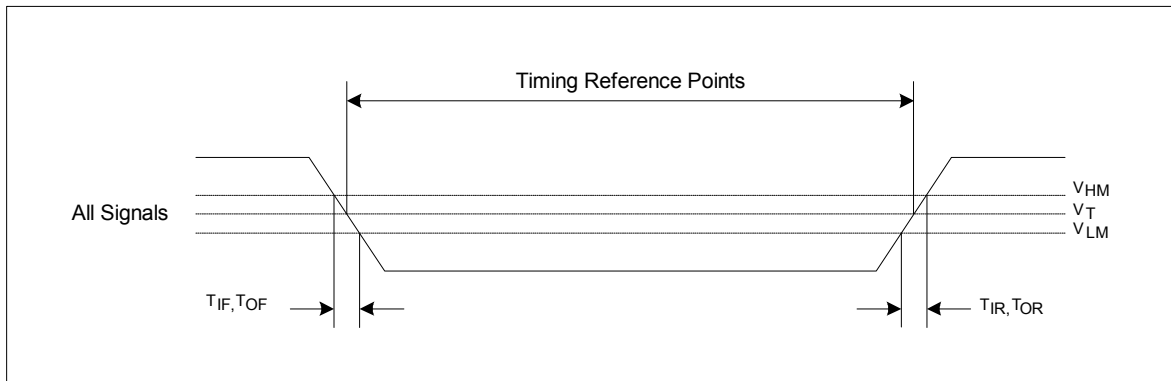 Timing Reference Points
All Signals
VHM
VT
VLM
TIF,TOF
TIR,TOR